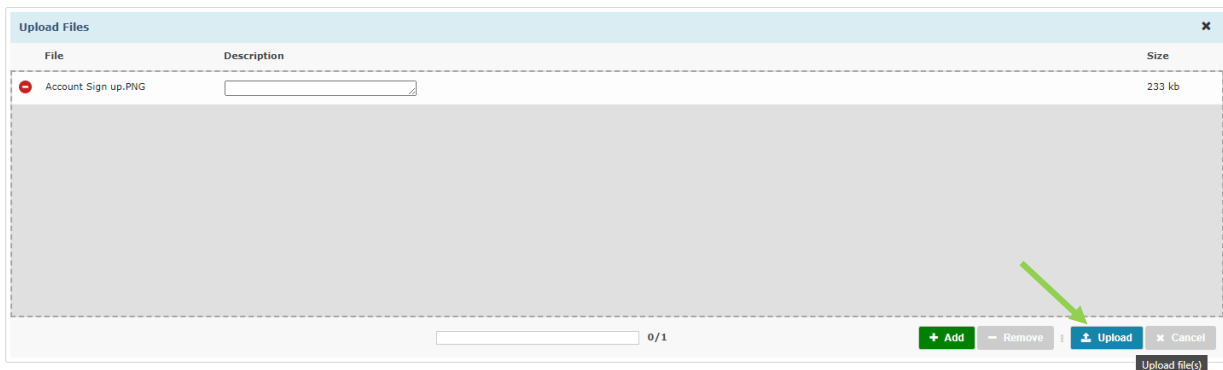 Upload Files
File Description Size
Account Sign up.PNG 233 kb
0/1 Add Remove Upload Cancel
Upload file(s)